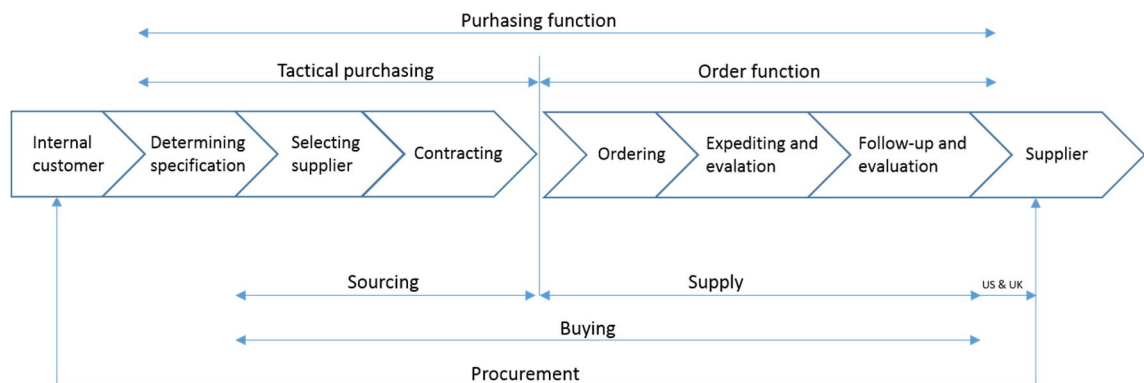 Purhasing function
Tactical purchasing
Order function
Internal
customer
Determining
specification
Selecting
supplier
Contracting
Ordering
Expediting and
evalation
Follow-up and
evaluation
Supplier
Sourcing
Supply
US & UK
Buying
Procurement